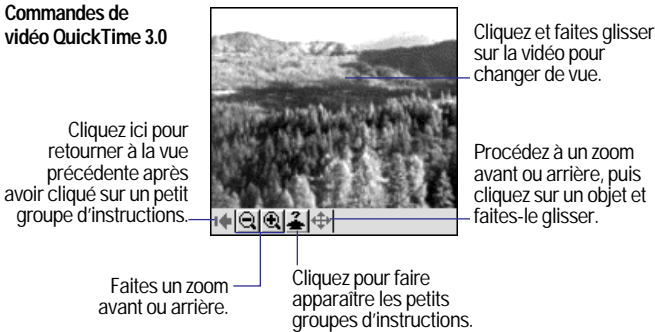 Commandes de
vidéo QuickTime 3.0
Cliquez et faites glisser
sur la vidéo pour
changer de vue.
Cliquez ici pour
retourner à la vue
précédente après
avoir cliqué sur un petit
groupe d'instructions.
Procédez à un zoom
avant ou arrière, puis
cliquez sur un objet et
faites-le glisser.
Faites un zoom
avant ou arrière.
Cliquez pour faire
apparaître les petits
groupes d'instructions.